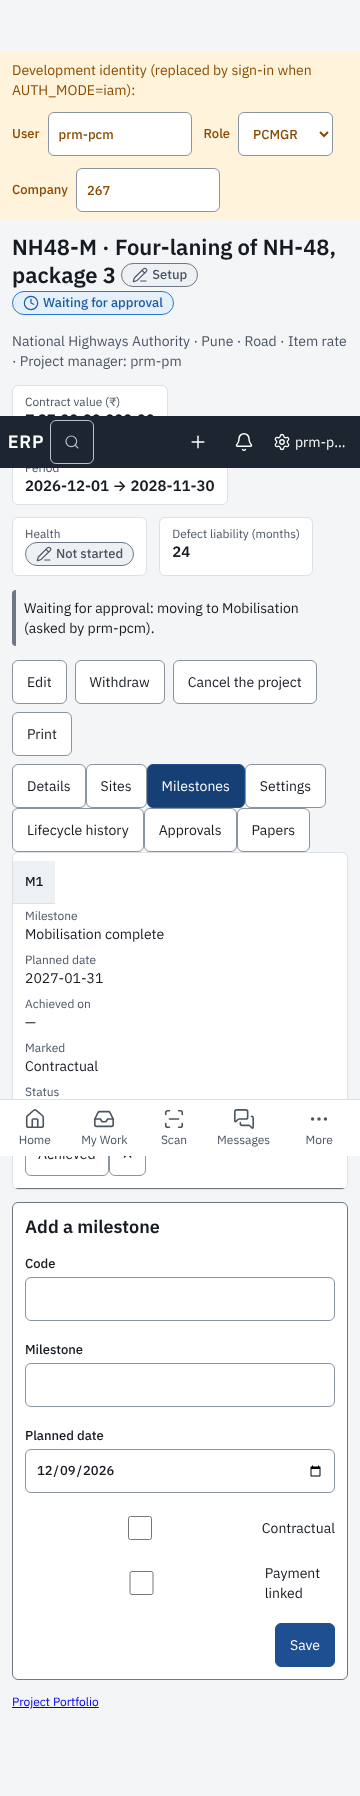 Development identity (replaced by sign-in when
AUTH_MODE=iam):
User prm-pcm Role PCMGR
Company 267
NH48-M · Four-laning of NH-48,
package 3 Setup
Waiting for approval
National Highways Authority · Pune · Road · Item rate
· Project manager: prm-pm
Contract value (₹)
ERP prm-p...
Period
2026-12-01 → 2028-11-30
Health Defect liability (months)
Not started 24
Waiting for approval: moving to Mobilisation
(asked by prm-pcm).
Edit Withdraw Cancel the project
Print
Details Sites Milestones Settings
Lifecycle history Approvals Papers
M1
Milestone
Mobilisation complete
Planned date
2027-01-31
Achieved on
—
Marked
Contractual
Status
Home My Work Scan Messages More
Achieved
Add a milestone
Code
Milestone
Planned date
12/09/2026
Contractual
Payment
linked
Save
Project Portfolio